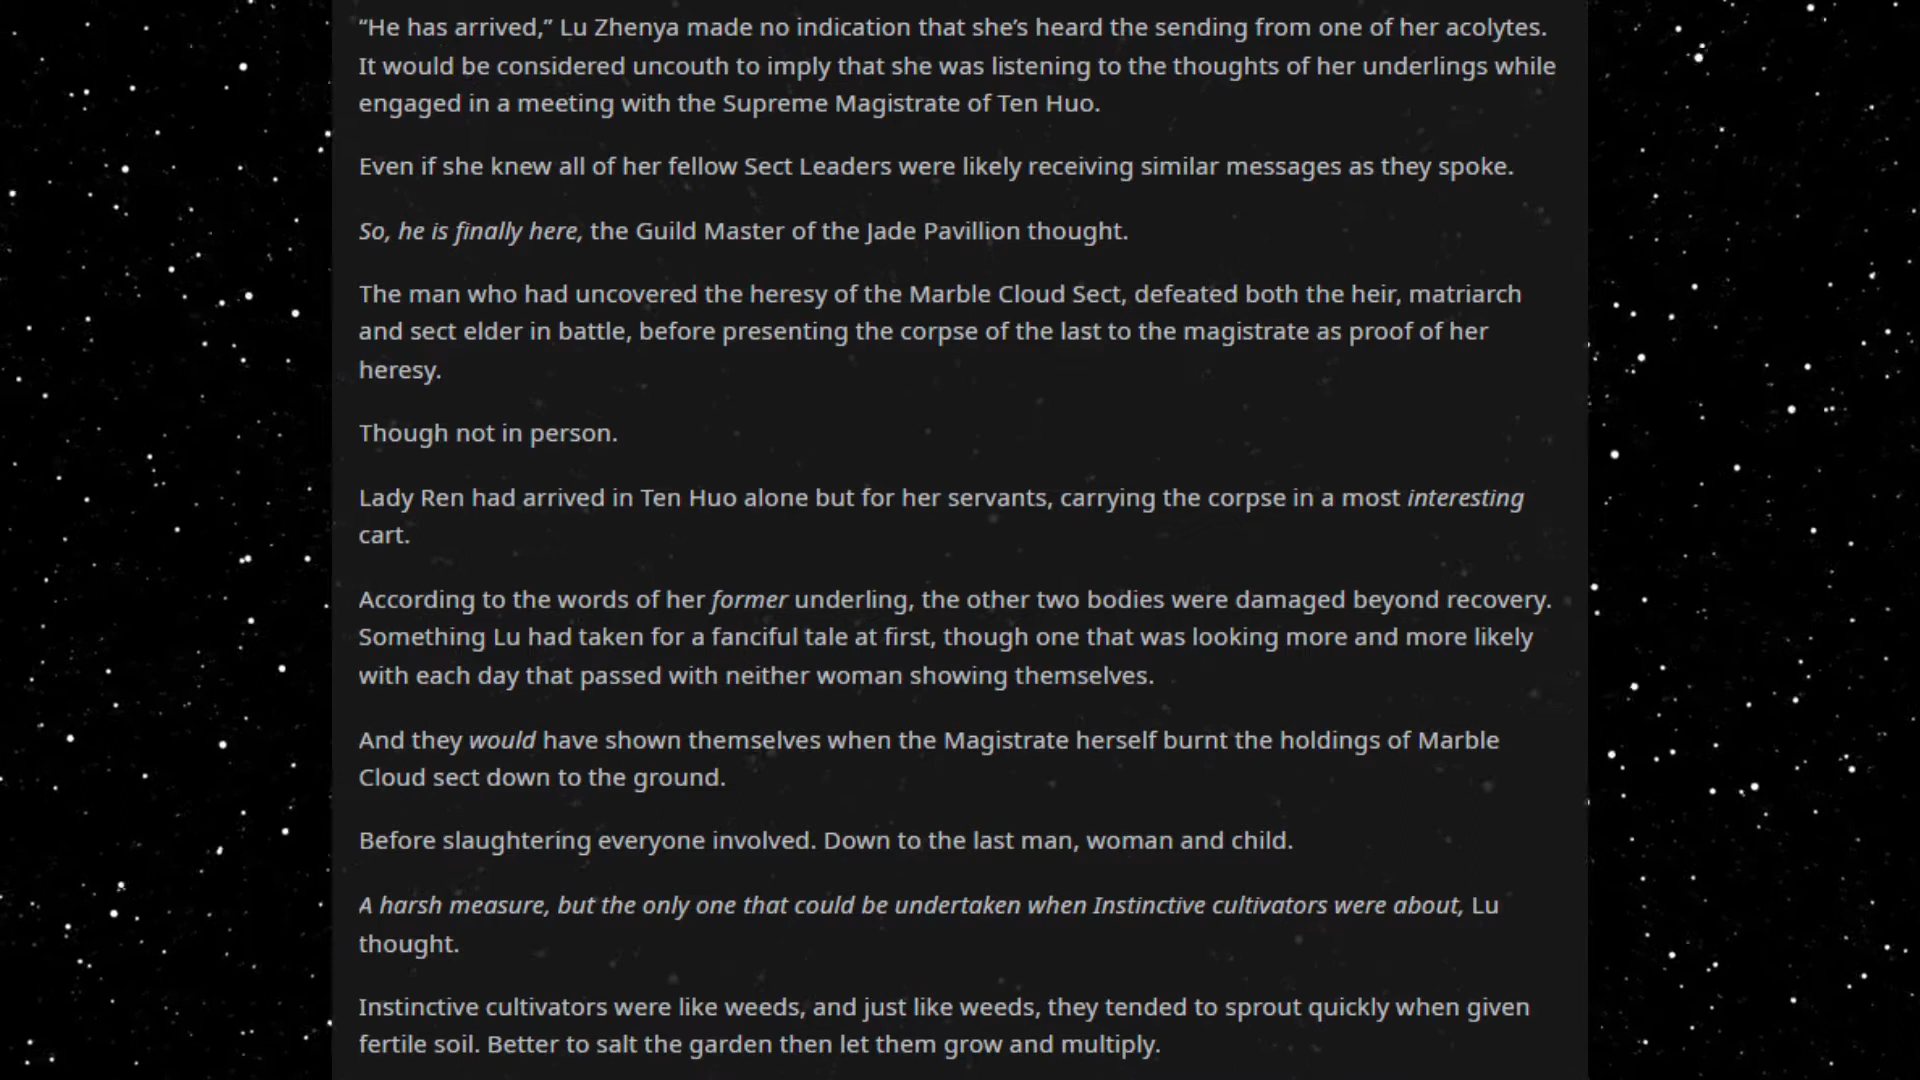 “He has arrived,” Lu Zhenya made no indication that she’s heard the sending from one of her acolytes.
It would be considered uncouth to imply that she was listening to the thoughts of her underlings while
engaged in a meeting with the Supreme Magistrate of Ten Huo.
Even if she knew all of her fellow Sect Leaders were likely receiving similar messages as they spoke.
So, he is finally here, the Guild Master of the Jade Pavillion thought.
The man who had uncovered the heresy of the Marble Cloud Sect, defeated both the heir, matriarch
and sect elder in battle, before presenting the corpse of the last to the magistrate as proof of her
heresy.
Though not in person.
Lady Ren had arrived in Ten Huo alone but for her servants, carrying the corpse in a most interesting
cart.
According to the words of her former underling, the other two bodies were damaged beyond recovery.
Something Lu had taken for a fanciful tale at first, though one that was looking more and more likely
with each day that passed with neither woman showing themselves.
And they would have shown themselves when the Magistrate herself burnt the holdings of Marble
Cloud sect down to the ground.
Before slaughtering everyone involved. Down to the last man, woman and child.
A harsh measure, but the only one that could be undertaken when Instinctive cultivators were about, Lu
thought.
Instinctive cultivators were like weeds, and just like weeds, they tended to sprout quickly when given
fertile soil. Better to salt the garden then let them grow and multiply.